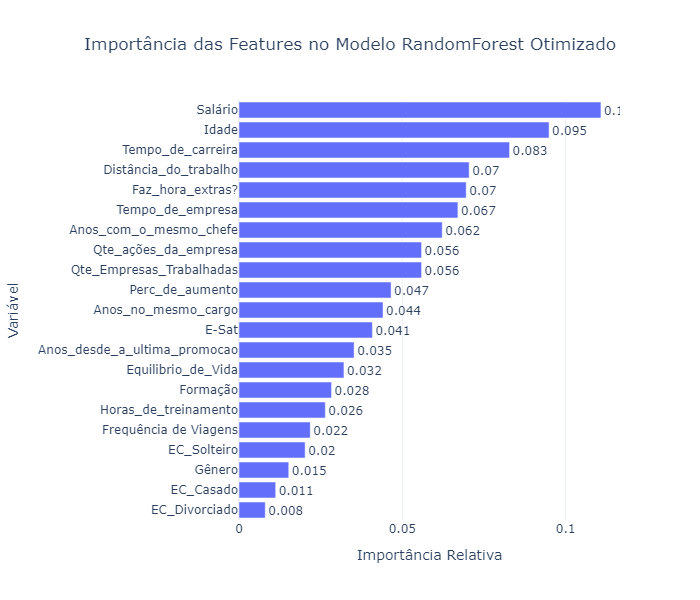 Importância das Features no Modelo RandomForest Otimizado
Variável
Salário
Idade 0.095
Tempo_de_carreira 0.083
Distância_do_trabalho 0.07
Faz_hora_extras? 0.07
Tempo_de_empresa 0.067
Anos_com_o_mesmo_chefe 0.062
Qte_ações_da_empresa 0.056
Qte_Empresas_Trabalhadas 0.056
Perc_de_aumento 0.047
Anos_no_mesmo_cargo 0.044
E-Sat 0.041
Anos_desde_a_ultima_promocao 0.035
Equilibrio_de_Vida 0.032
Formação 0.028
Horas_de_treinamento 0.026
Frequência de Viagens 0.022
EC_Solteiro 0.02
Gênero 0.015
EC_Casado 0.011
EC_Divorciado 0.008
0 0.05 0.1
Importância Relativa